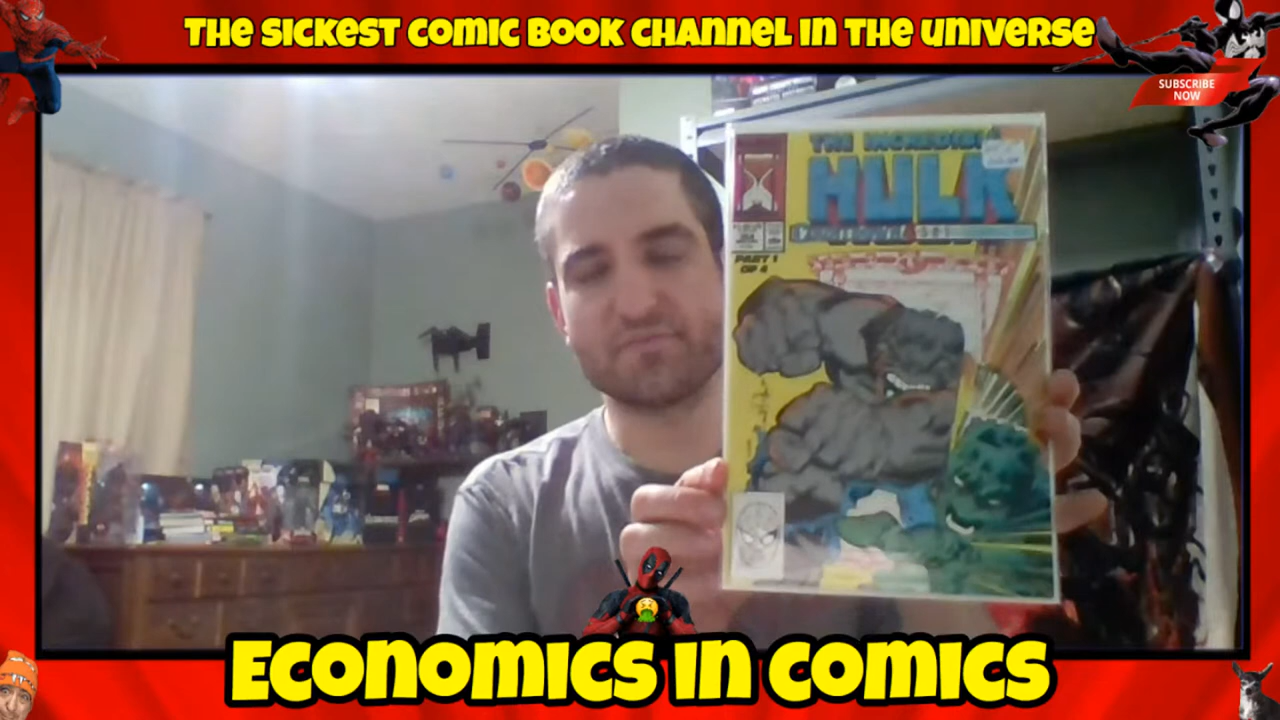 THE SICKEST COMIC BOOK CHANNEL IN THE UNIVERSE
SUBSCRIBE
NOW
THE INCREDIBLE
HULK
PART 1
OF 4
ECONOMICS IN COMICS